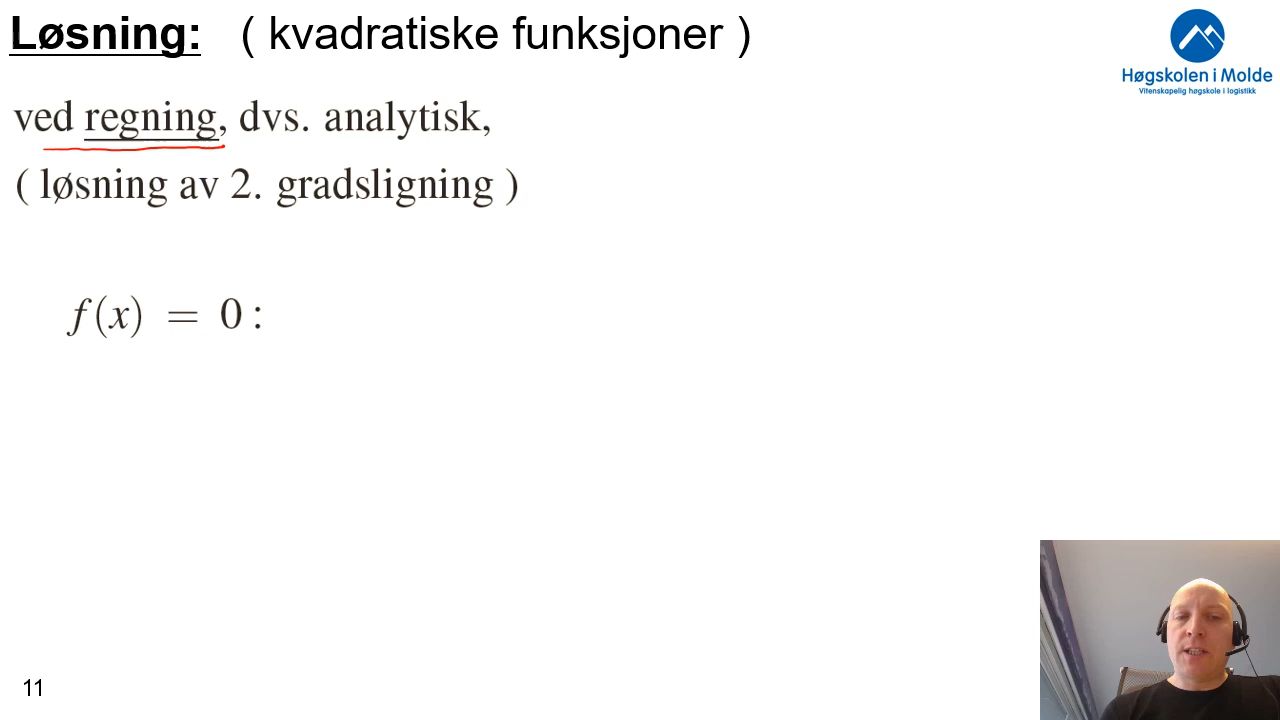 Løsning: ( kvadratiske funksjoner )
Høgskolen i Molde
Vitenskapelig høgskole i logistikk
ved regning, dvs. analytisk,
( løsning av 2. gradsligning )
f(x) = 0 :
11